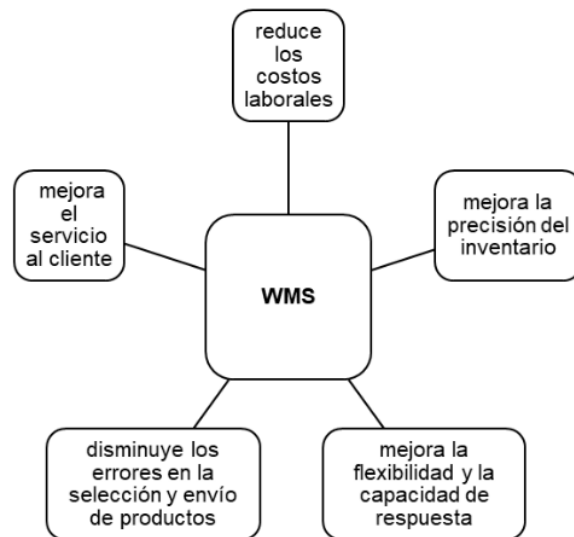 reduce
los
costos
laborales
mejora
el
servicio
al cliente
mejora la
precisión del
inventario
WMS
disminuye los
errores en la
selección y envío
de productos
mejora la
flexibilidad y la
capacidad de
respuesta